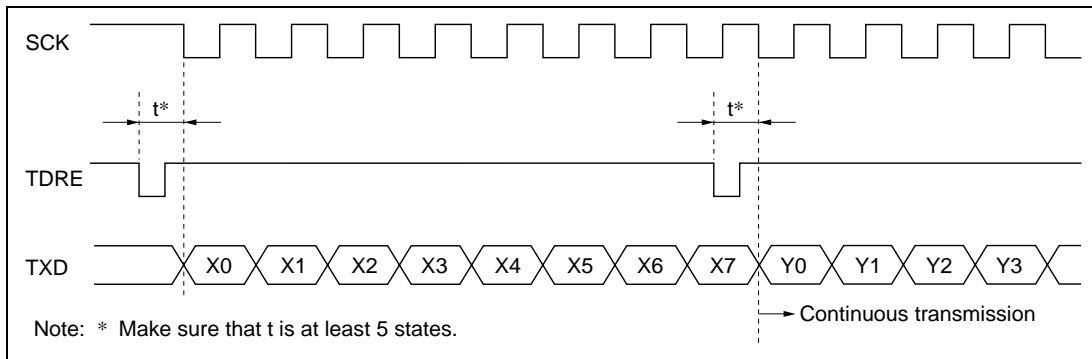 SCK
t* t*
TDRE
TXD X0 X1 X2 X3 X4 X5 X6 X7 Y0 Y1 Y2 Y3
Continuous transmission
Note: * Make sure that t is at least 5 states.